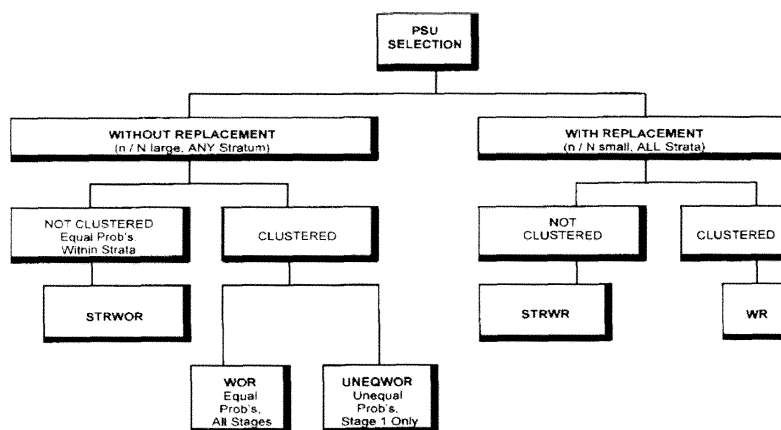 PSU
SELECTION
WITHOUT REPLACEMENT
(n / N large, ANY Stratum)
WITH REPLACEMENT
(n / N small, ALL Strata)
NOT CLUSTERED
Equal Prob's,
Within Strata
CLUSTERED
NOT
CLUSTERED
CLUSTERED
STRWOR
STRWR
WR
WOR
Equal
Prob's,
All Stages
UNEQWOR
Unequal
Prob's,
Stage 1 Only